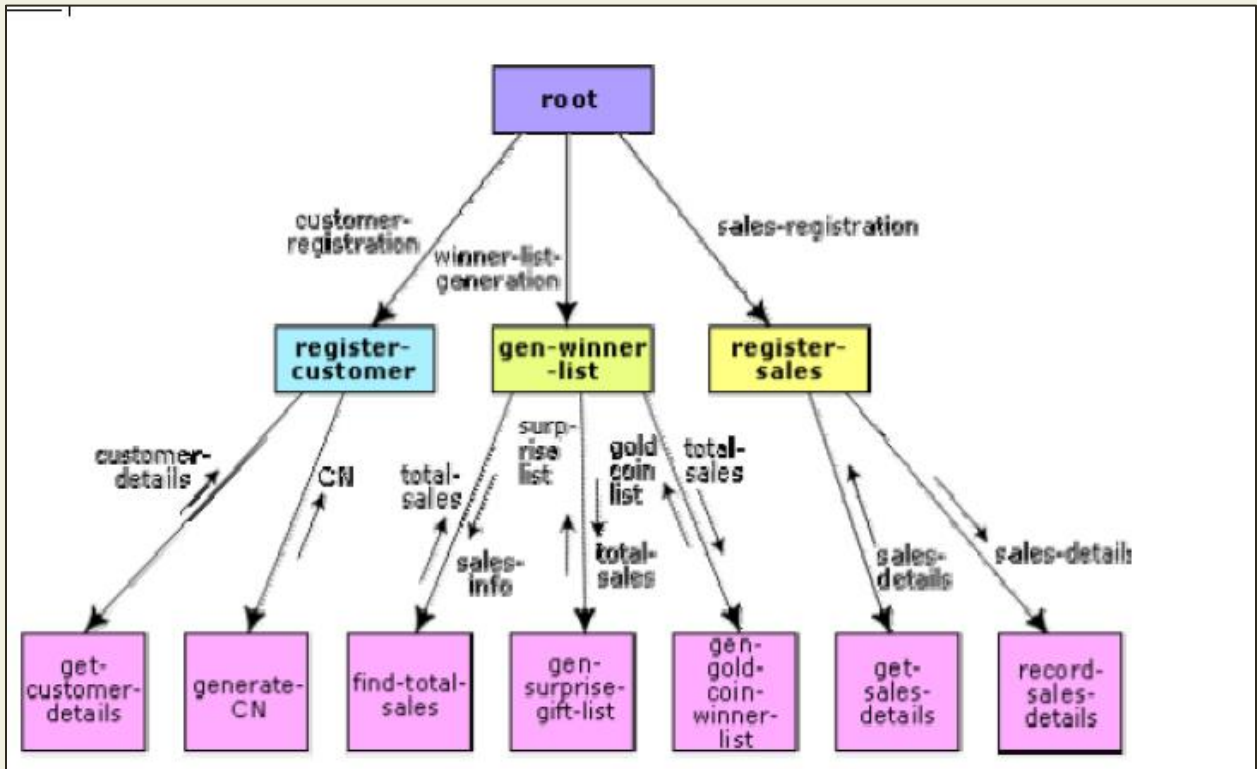 root
customer-
registration
winner-list-
generation
sales-registration
register-
customer
gen-winner
-list
register-
sales
customer-
details
CN
total-
sales
sales-
info
surp-
rise
list
total-
sales
gold
coin
list
total-
sales
sales-
details
sales-details
get-
customer-
details
generate-
CN
find-total-
sales
gen-
surprise-
gift-list
gen-
gold-
coin-
winner-
list
get-
sales-
details
record-
sales-
details